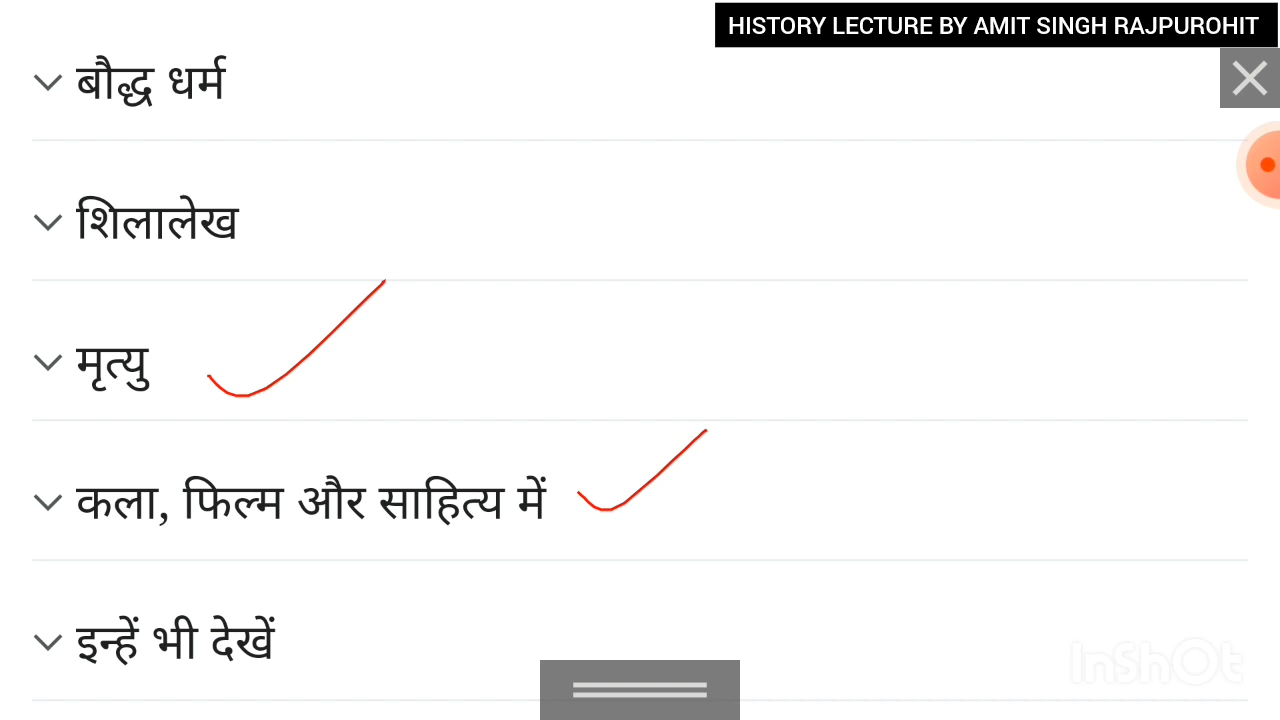 HISTORY LECTURE BY AMIT SINGH RAJPUROHIT
बौद्ध धर्म
शिलालेख
मृत्यु
कला, फिल्म और साहित्य में
इन्हें भी देखें
InShOt